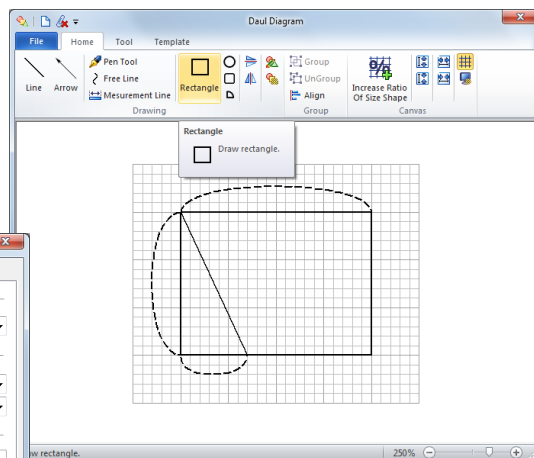 Daul Diagram
File Home Tool Template
Line
Arrow
Pen Tool
Free Line
Mesurement Line
Rectangle
Drawing
Group
UnGroup
Align
Group
Increase Ratio
Of Size Shape
Canvas
Rectangle
Draw rectangle.
w rectangle.
250%